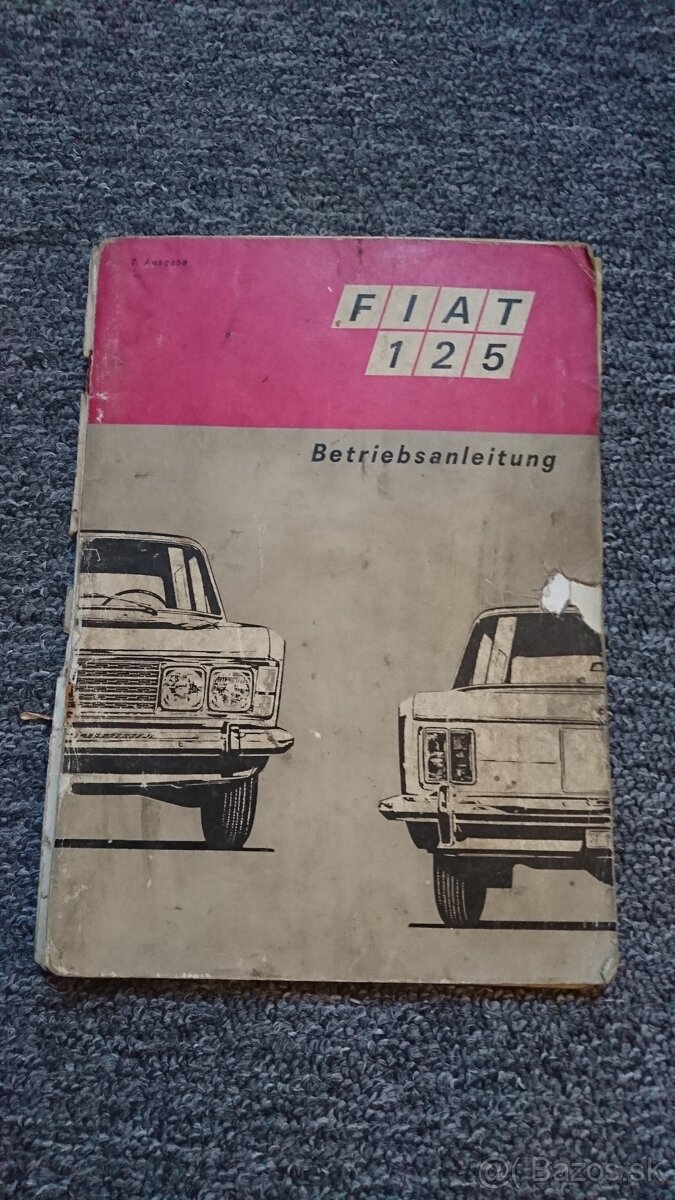 7. Ausgabe
FIAT
125
Betriebsanleitung
Bazos.sk